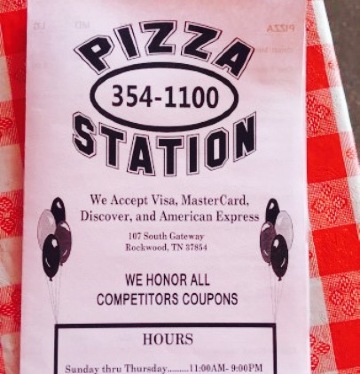 PIZZA
354-1100
STATION
We Accept Visa, MasterCard,
Discover, and American Express
107 South Gateway
Rockwood, TN 37854
WE HONOR ALL
COMPETITORS COUPONS
HOURS
Sunday thru Thursday.........11:00AM- 9:00PM